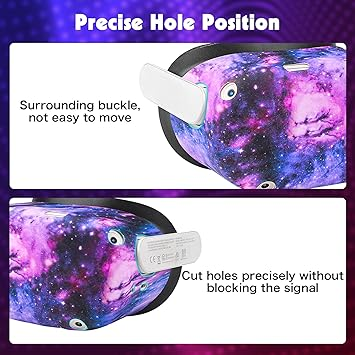 Precise Hole Position
Surrounding buckle,
not easy to move
Cut holes precisely without
blocking the signal